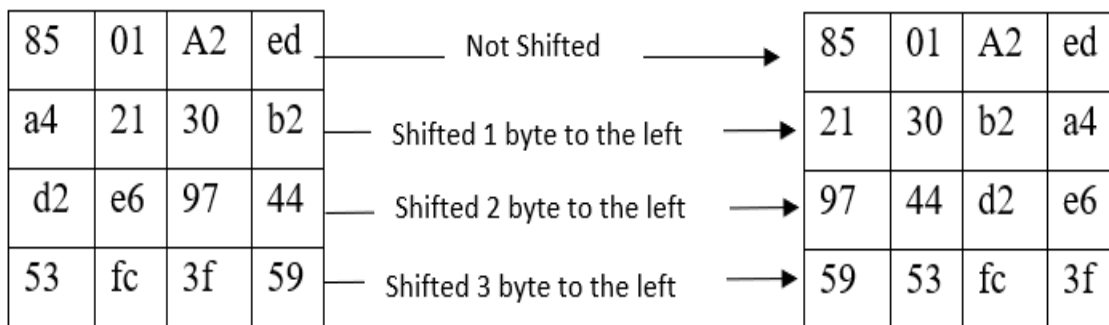 85 01 A2 ed Not Shifted 85 01 A2 ed
a4 21 30 b2 Shifted 1 byte to the left 21 30 b2 a4
d2 e6 97 44 Shifted 2 byte to the left 97 44 d2 e6
53 fc 3f 59 Shifted 3 byte to the left 59 53 fc 3f